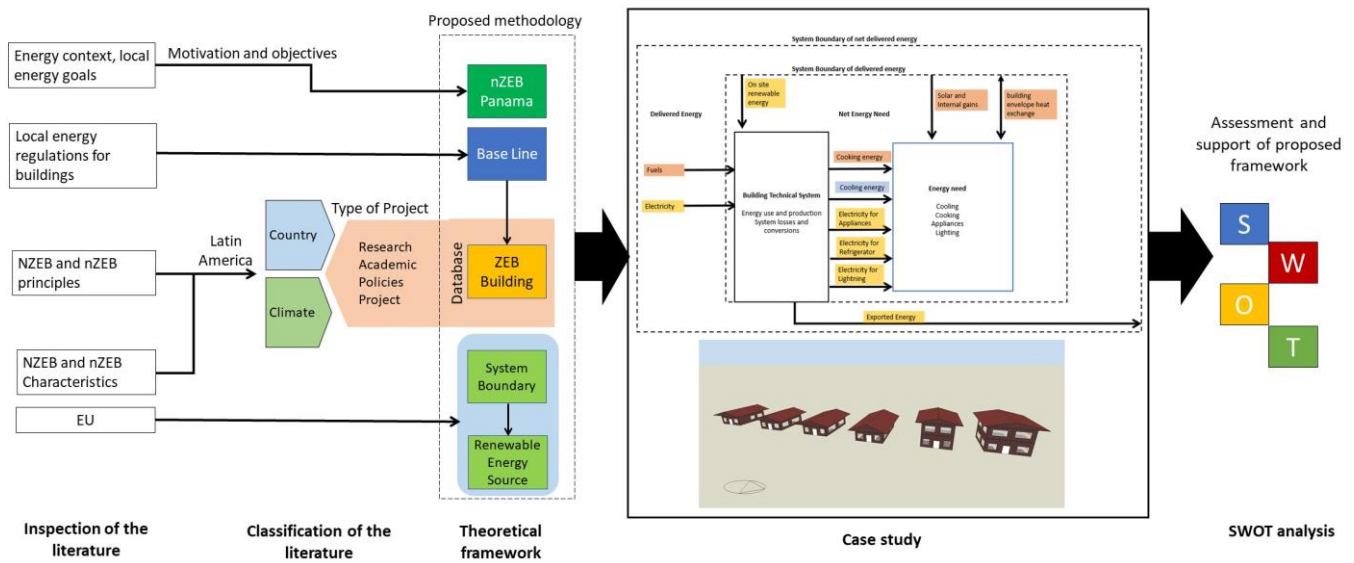 Energy context, local
energy goals
Local energy
regulations for
buildings
NZEB and nZEB
principles
NZEB and nZEB
Characteristics
EU
Inspection of the
literature
Motivation and objectives
Latin
America
Country
Climate
Type of Project
Research
Academic
Policies
Project
Classification of the
literature
Proposed methodology
nZEB
Panama
Base Line
Database
ZEB
Building
System
Boundary
Renewable
Energy
Source
Theoretical
framework
System Boundary of net delivered energy
System Boundary of delivered energy
On site
renewable
energy
Solar and
Internal gains
building
envelope heat
exchange
Delivered Energy
Net Energy Need
Fuels
Electricity
Building Technical System
Energy use and production
System losses and
conversions
Cooking energy
Cooling energy
Electricity for
Appliances
Electricity for
Refrigerator
Electricity for
Lightning
Energy need
Cooling
Cooking
Appliances
Lighting
Exported Energy
Case study
Assessment and
support of proposed
framework
S
W
O
T
SWOT analysis